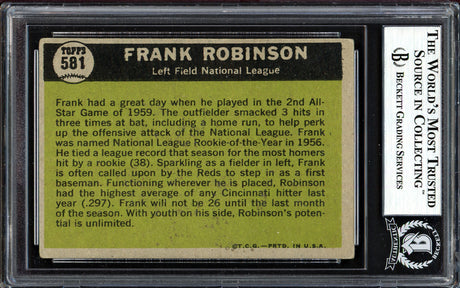 TOPPS
581
FRANK ROBINSON
Left Field National League
Frank had a great day when he played in the 2nd All-
Star Game of 1959. The outfielder smacked 3 hits in
three times at bat, including a home run, to help perk
up the offensive attack of the National League. Frank
was named National League Rookie-of-the-Year in 1956.
He tied a league record that season for the most homers
hit by a rookie (38). Sparkling as a fielder in left, Frank
is often called upon by the Reds to step in as a first
baseman. Functioning wherever he is placed, Robinson
had the highest average of any Cincinnati hitter last
year (.297). Frank will not be 26 until the last month
of the season. With youth on his side, Robinson's poten-
tial is unlimited.
©T.C.G.—PRTD. IN U.S.A.
The World's Most Trusted
Source in Collecting™
Beckett Grading Services
B
BECKETT
B
AUTHENTIC